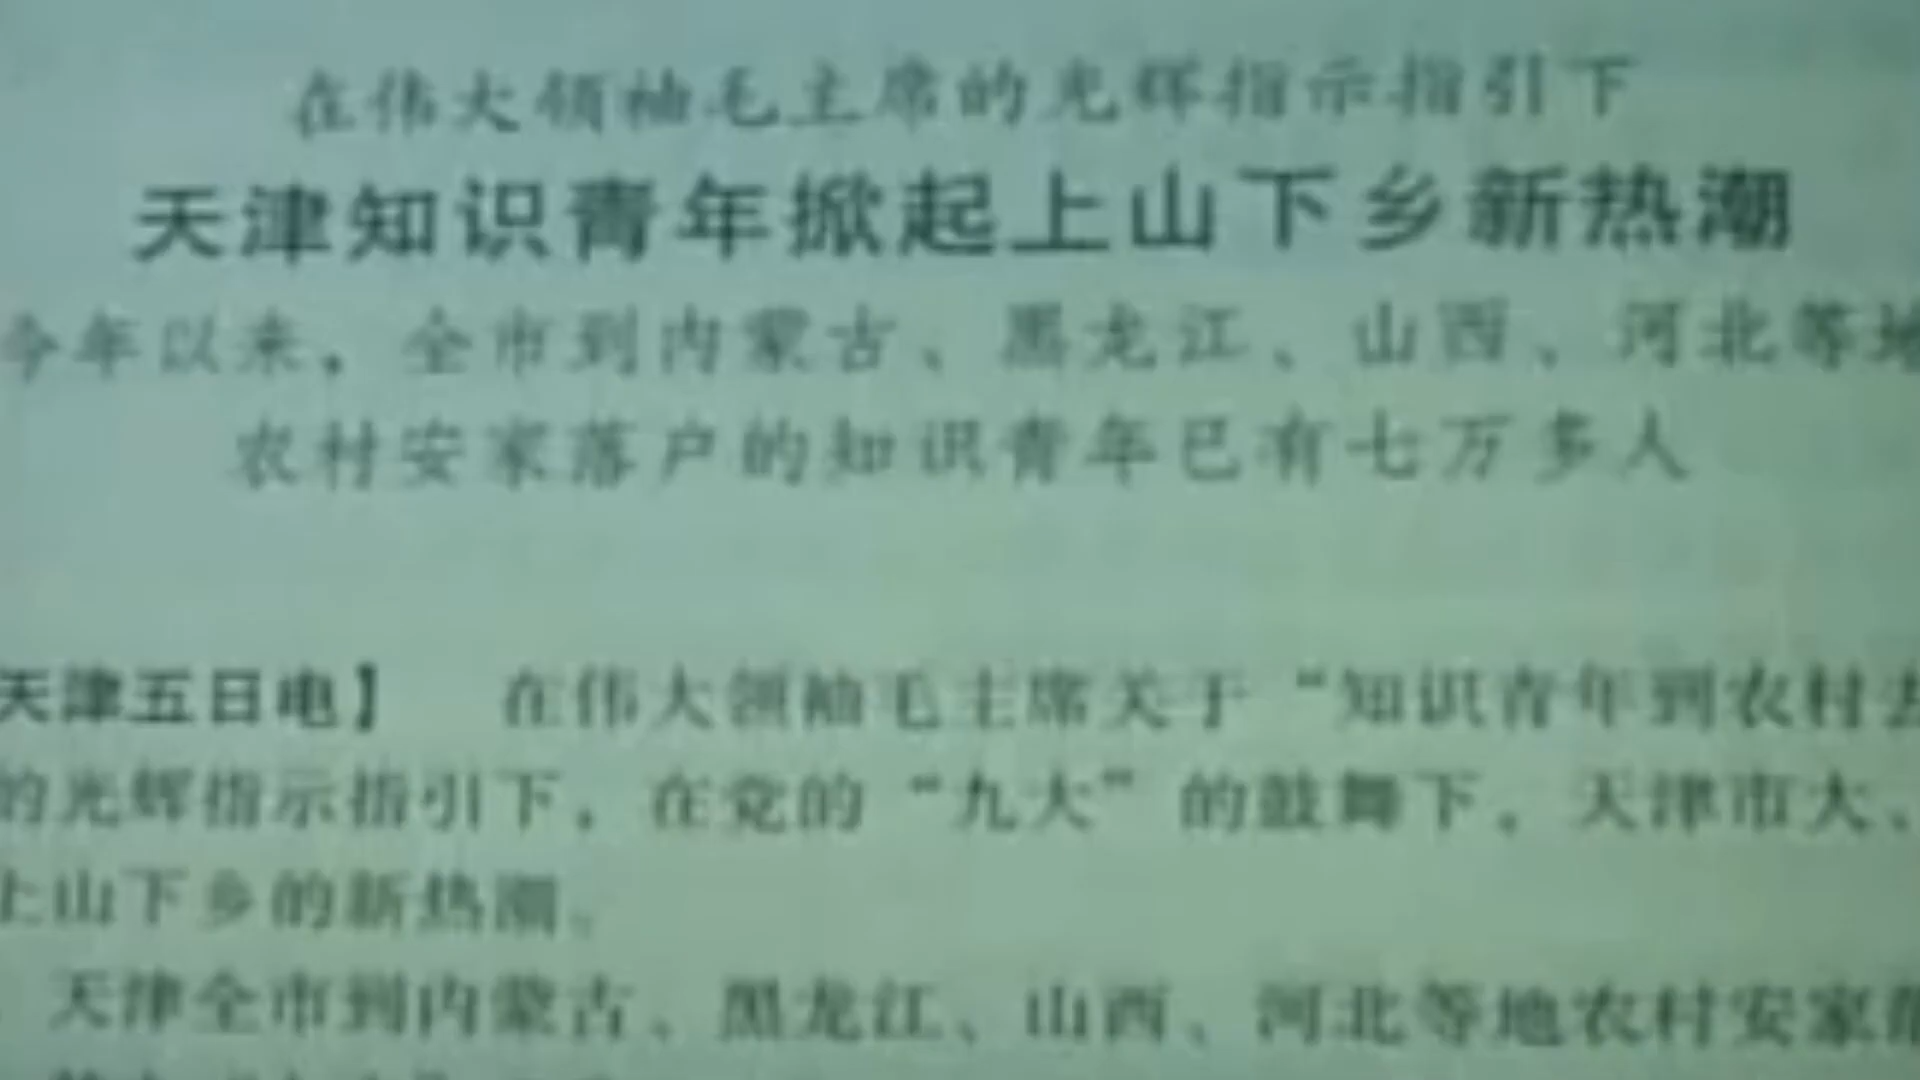 在伟大领袖毛主席的光辉指示指引下
天津知识青年掀起上山下乡新热潮
今年以来，全市到内蒙古、黑龙江、山西、河北等地
农村安家落户的知识青年已有七万多人
天津五日电】 在伟大领袖毛主席关于“知识青年到农村去
的光辉指示指引下，在党的“九大”的鼓舞下，天津市大、
上山下乡的新热潮。
天津全市到内蒙古、黑龙江、山西、河北等地农村安家落